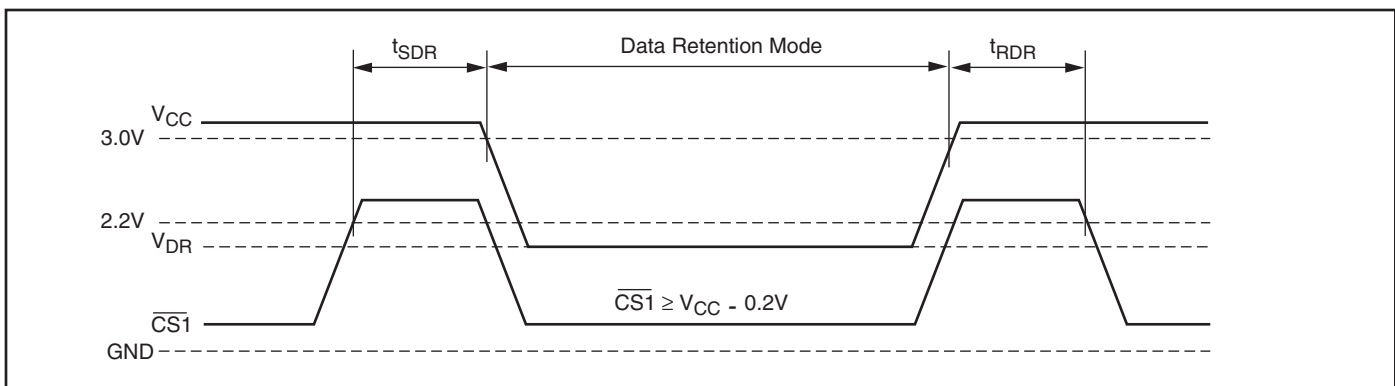 tSDR
Data Retention Mode
tRDR
VCC
3.0V
2.2V
VDR
CS1 ≥ VCC - 0.2V
CS1
GND